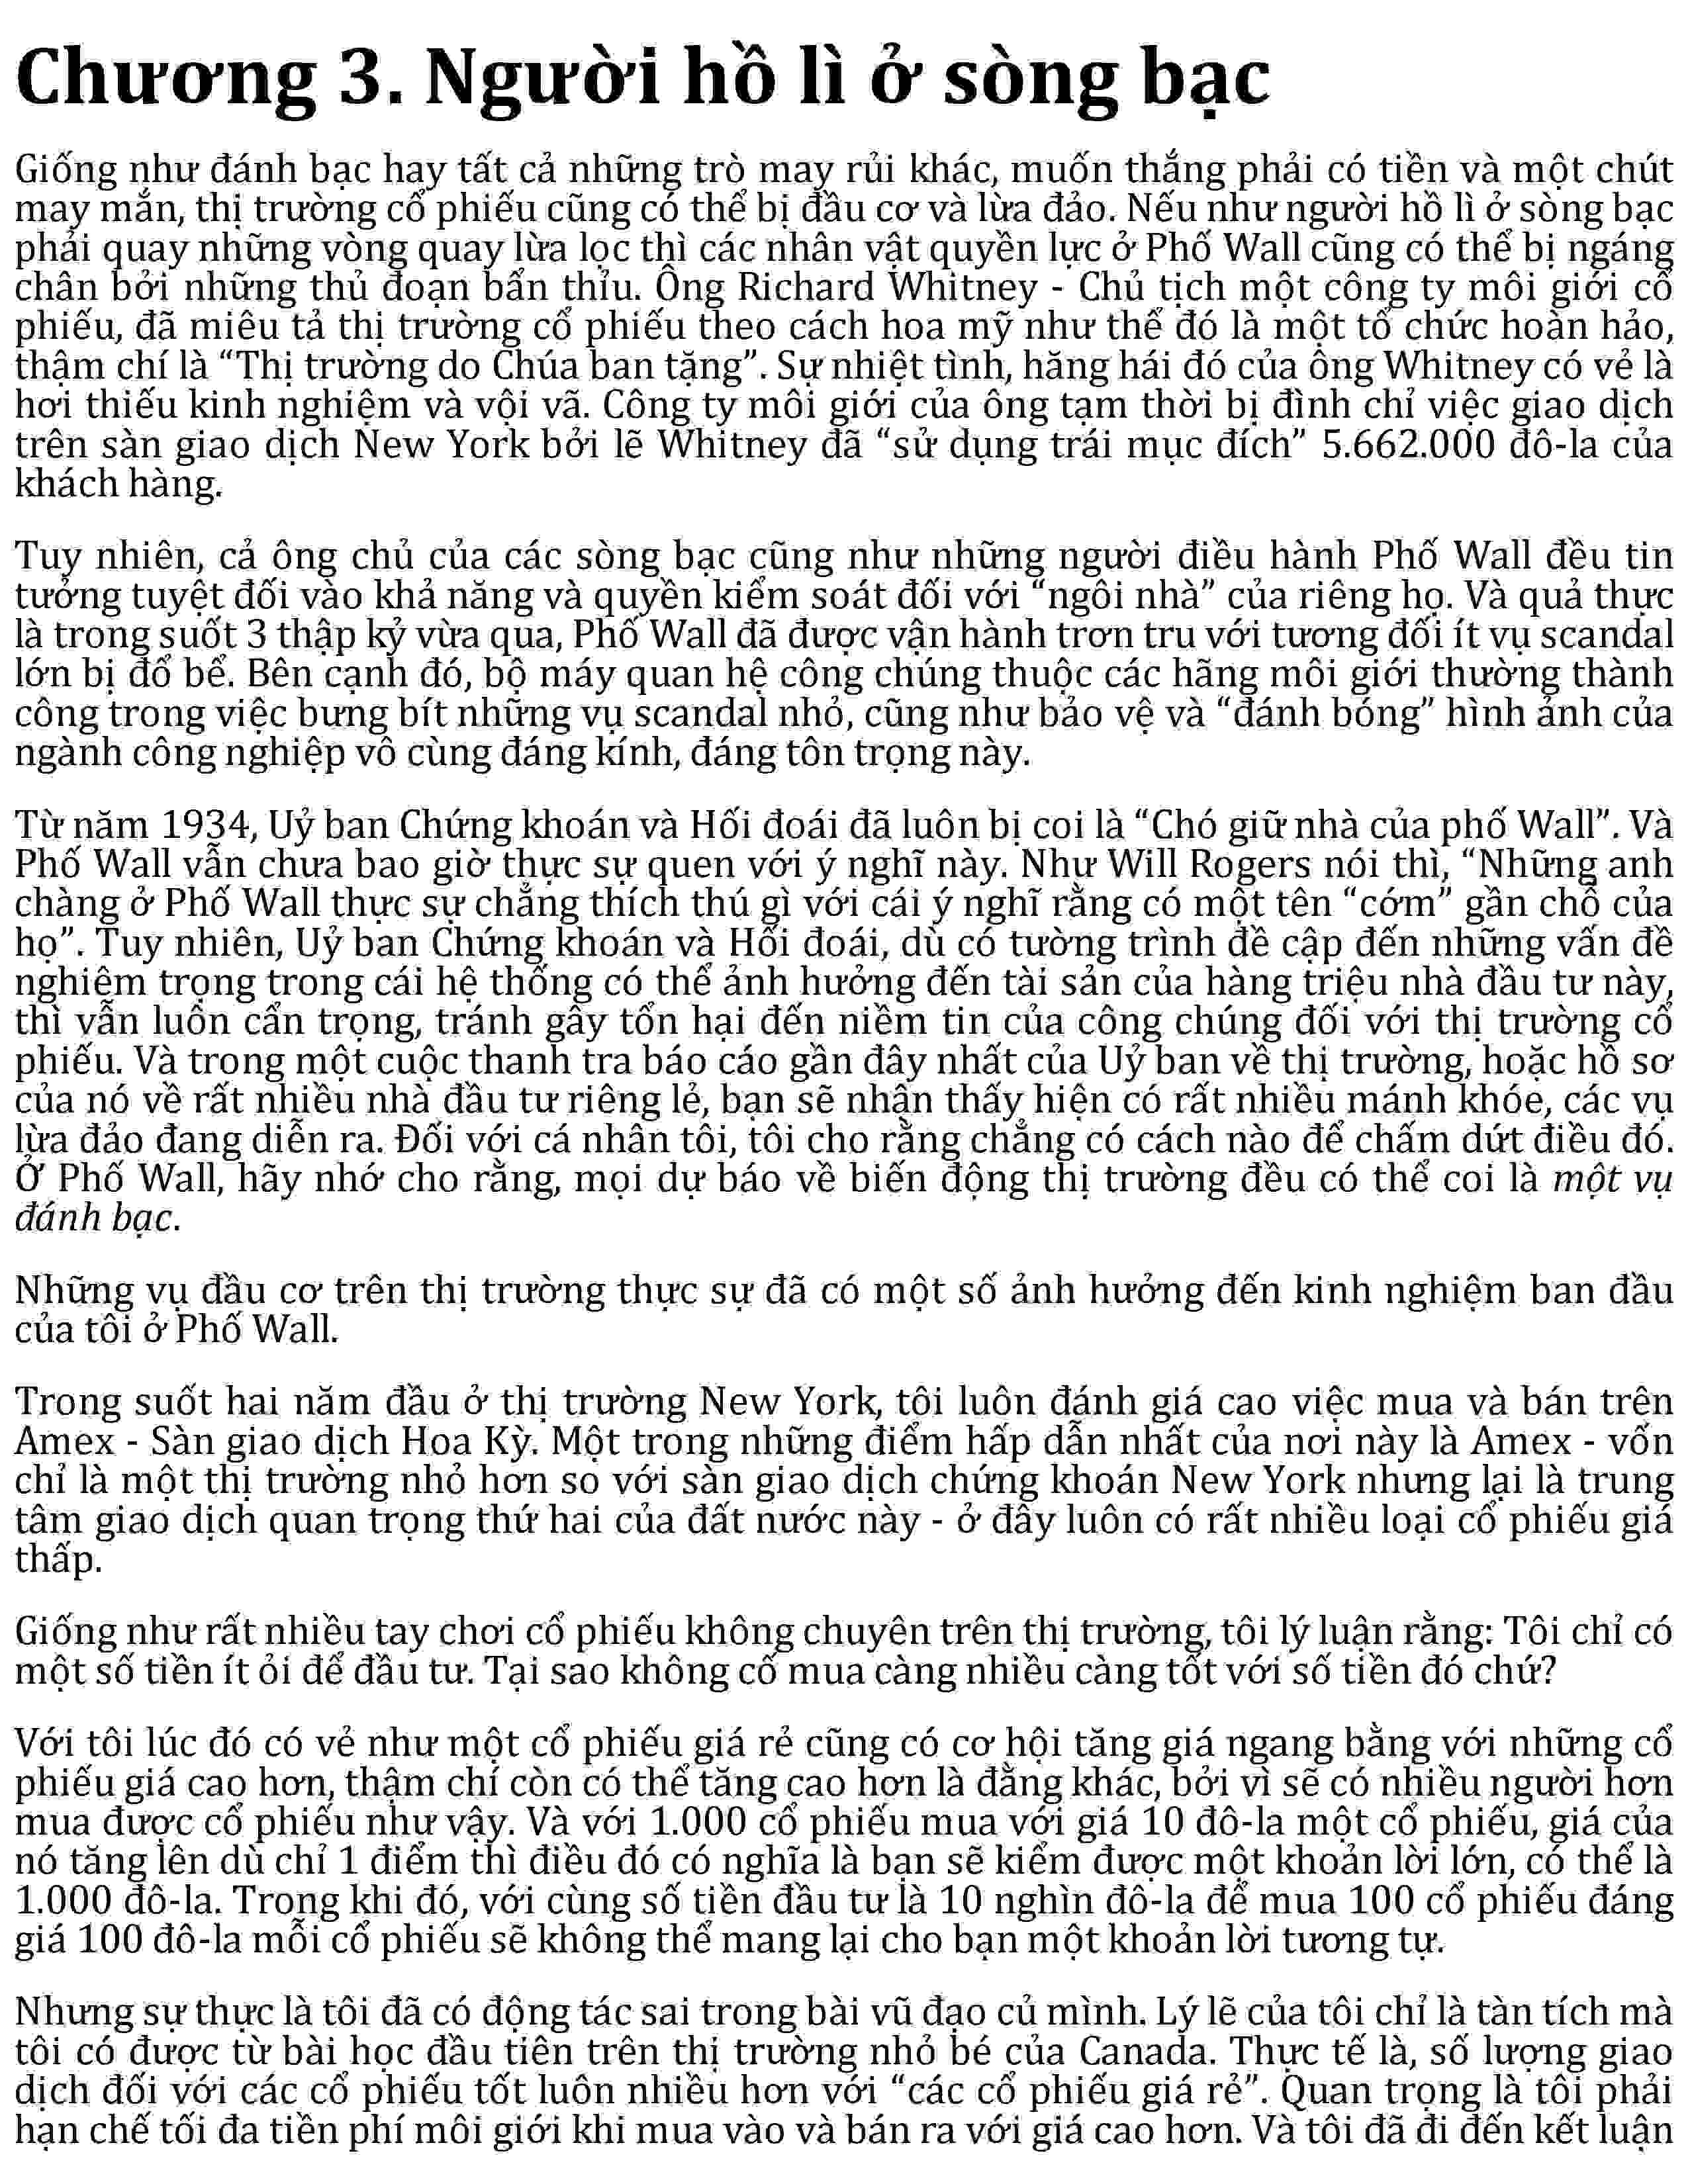 Chương 3. Người hồ lì ở sòng bạc
Giống như đánh bạc hay tất cả những trò may rủi khác, muốn thắng phải có tiền và một chút
may mắn, thị trường cổ phiếu cũng có thể bị đầu cơ và lừa đảo. Nếu như người hồ lì ở sòng bạc
phải quay những vòng quay lừa lọc thì các nhân vật quyền lực ở Phố Wall cũng có thể bị ngáng
chân bởi những thủ đoạn bẩn thỉu. Ông Richard Whitney - Chủ tịch một công ty môi giới cổ
phiếu, đã miêu tả thị trường cổ phiếu theo cách hoa mỹ như thể đó là một tổ chức hoàn hảo,
thậm chí là “Thị trường do Chúa ban tặng”. Sự nhiệt tình, hăng hái đó của ông Whitney có vẻ là
hơi thiếu kinh nghiệm và vội vã. Công ty môi giới của ông tạm thời bị đình chỉ việc giao dịch
trên sàn giao dịch New York bởi lẽ Whitney đã “sử dụng trái mục đích” 5.662.000 đô-la của
khách hàng.
Tuy nhiên, cả ông chủ của các sòng bạc cũng như những người điều hành Phố Wall đều tin
tưởng tuyệt đối vào khả năng và quyền kiểm soát đối với “ngôi nhà” của riêng họ. Và quả thực
là trong suốt 3 thập kỷ vừa qua, Phố Wall đã được vận hành trơn tru với tương đối ít vụ scandal
lớn bị đổ bể. Bên cạnh đó, bộ máy quan hệ công chúng thuộc các hãng môi giới thường thành
công trong việc bưng bít những vụ scandal nhỏ, cũng như bảo vệ và “đánh bóng” hình ảnh của
ngành công nghiệp vô cùng đáng kính, đáng tôn trọng này.
Từ năm 1934, Uỷ ban Chứng khoán và Hối đoái đã luôn bị coi là “Chó giữ nhà của phố Wall”. Và
Phố Wall vẫn chưa bao giờ thực sự quen với ý nghĩ này. Như Will Rogers nói thì, “Những anh
chàng ở Phố Wall thực sự chẳng thích thú gì với cái ý nghĩ rằng có một tên “cớm” gần chỗ của
họ”. Tuy nhiên, Uỷ ban Chứng khoán và Hối đoái, dù có tường trình đề cập đến những vấn đề
nghiêm trọng trong cái hệ thống có thể ảnh hưởng đến tài sản của hàng triệu nhà đầu tư này,
thì vẫn luôn cẩn trọng, tránh gây tổn hại đến niềm tin của công chúng đối với thị trường cổ
phiếu. Và trong một cuộc thanh tra báo cáo gần đây nhất của Uỷ ban về thị trường, hoặc hồ sơ
của nó về rất nhiều nhà đầu tư riêng lẻ, bạn sẽ nhận thấy hiện có rất nhiều mánh khóe, các vụ
lừa đảo đang diễn ra. Đối với cá nhân tôi, tôi cho rằng chẳng có cách nào để chấm dứt điều đó.
Ở Phố Wall, hãy nhớ cho rằng, mọi dự báo về biến động thị trường đều có thể coi là một vụ
đánh bạc.
Những vụ đầu cơ trên thị trường thực sự đã có một số ảnh hưởng đến kinh nghiệm ban đầu
của tôi ở Phố Wall.
Trong suốt hai năm đầu ở thị trường New York, tôi luôn đánh giá cao việc mua và bán trên
Amex - Sàn giao dịch Hoa Kỳ. Một trong những điểm hấp dẫn nhất của nơi này là Amex - vốn
chỉ là một thị trường nhỏ hơn so với sàn giao dịch chứng khoán New York nhưng lại là trung
tâm giao dịch quan trọng thứ hai của đất nước này - ở đây luôn có rất nhiều loại cổ phiếu giá
thấp.
Giống như rất nhiều tay chơi cổ phiếu không chuyên trên thị trường, tôi lý luận rằng: Tôi chỉ có
một số tiền ít ỏi để đầu tư. Tại sao không cố mua càng nhiều càng tốt với số tiền đó chứ?
Với tôi lúc đó có vẻ như một cổ phiếu giá rẻ cũng có cơ hội tăng giá ngang bằng với những cổ
phiếu giá cao hơn, thậm chí còn có thể tăng cao hơn là đằng khác, bởi vì sẽ có nhiều người hơn
mua được cổ phiếu như vậy. Và với 1.000 cổ phiếu mua với giá 10 đô-la một cổ phiếu, giá của
nó tăng lên dù chỉ 1 điểm thì điều đó có nghĩa là bạn sẽ kiểm được một khoản lời lớn, có thể là
1.000 đô-la. Trong khi đó, với cùng số tiền đầu tư là 10 nghìn đô-la để mua 100 cổ phiếu đáng
giá 100 đô-la mỗi cổ phiếu sẽ không thể mang lại cho bạn một khoản lời tương tự.
Nhưng sự thực là tôi đã có động tác sai trong bài vũ đạo củ mình. Lý lẽ của tôi chỉ là tàn tích mà
tôi có được từ bài học đầu tiên trên thị trường nhỏ bé của Canada. Thực tế là, số lượng giao
dịch đối với các cổ phiếu tốt luôn nhiều hơn với “các cổ phiếu giá rẻ”. Quan trọng là tôi phải
hạn chế tối đa tiền phí môi giới khi mua vào và bán ra với giá cao hơn. Và tôi đã đi đến kết luận